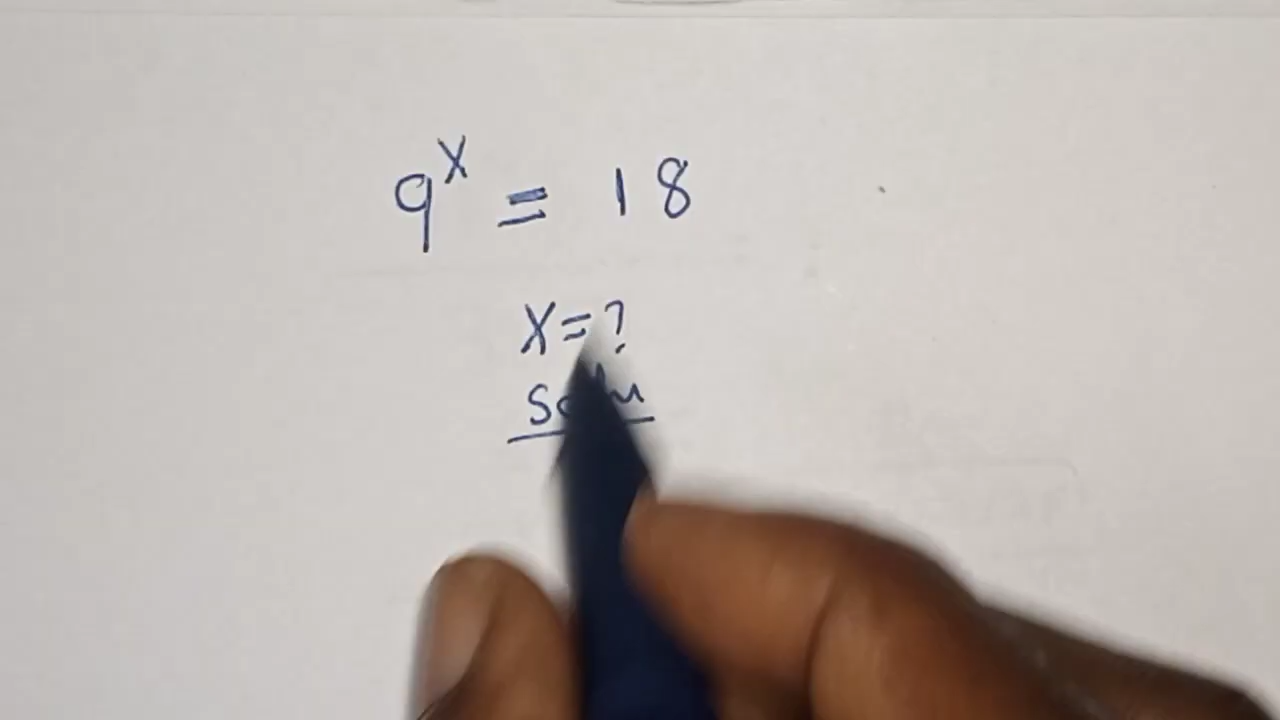 9^x = 18
x=?